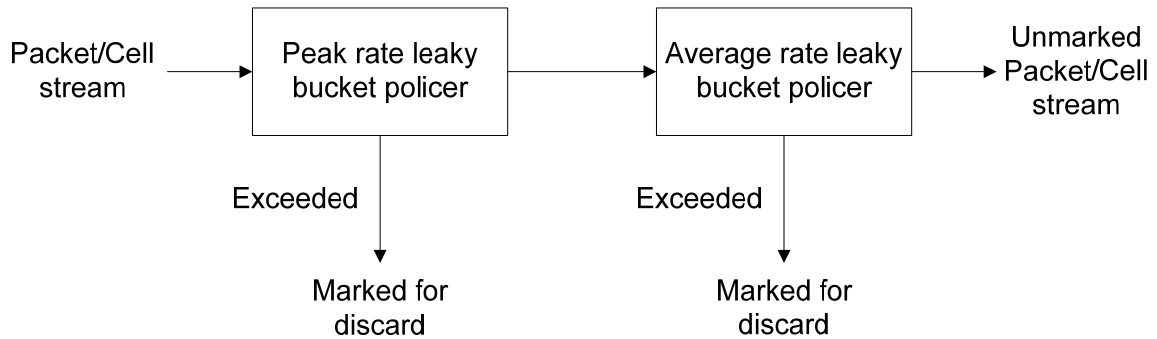 Packet/Cell
stream
Peak rate leaky
bucket policer
Average rate leaky
bucket policer
Unmarked
Packet/Cell
stream
Exceeded
Exceeded
Marked for
discard
Marked for
discard